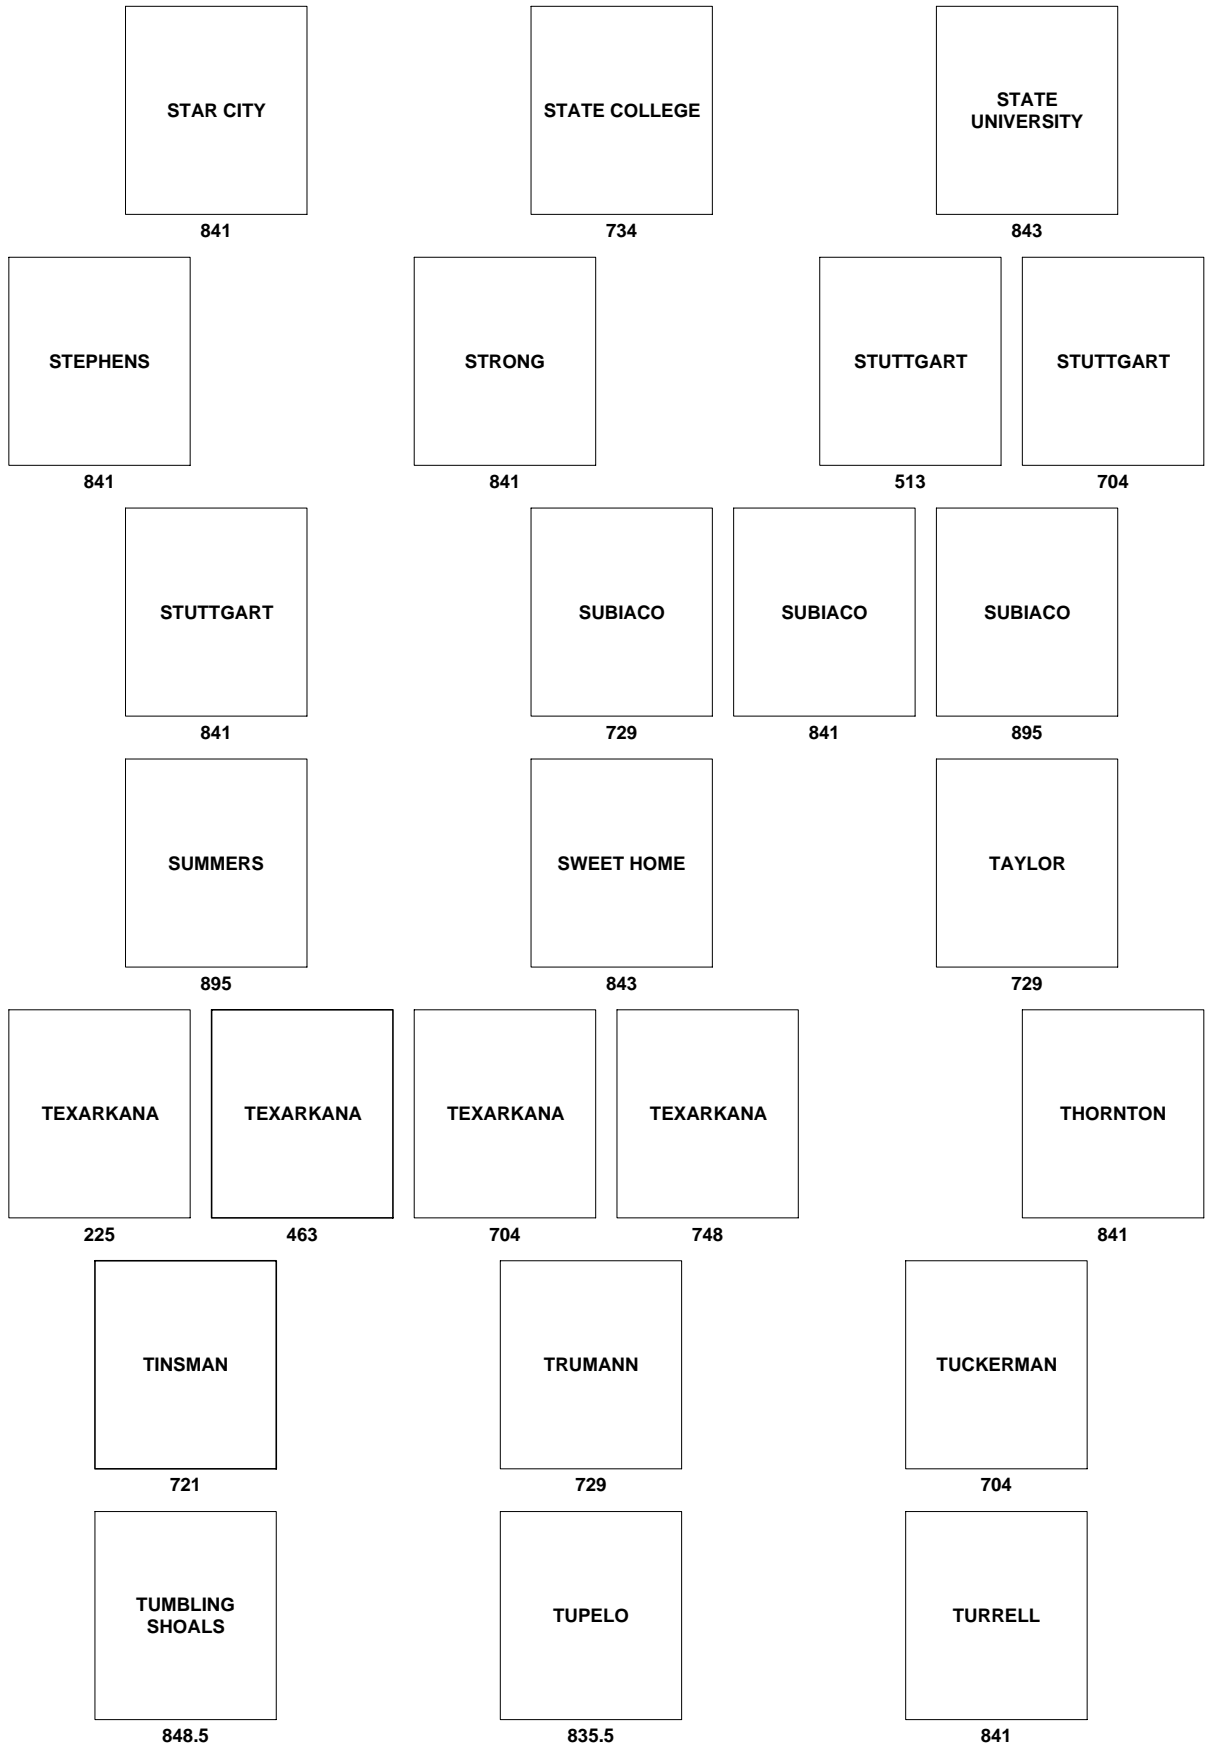 STAR CITY
841
STATE COLLEGE
734
STATE
UNIVERSITY
843
STEPHENS
841
STRONG
841
STUTTGART
513
STUTTGART
704
STUTTGART
841
SUBIACO
729
SUBIACO
841
SUBIACO
895
SUMMERS
895
SWEET HOME
843
TAYLOR
729
TEXARKANA
225
TEXARKANA
463
TEXARKANA
704
TEXARKANA
748
THORNTON
841
TINSMAN
721
TRUMANN
729
TUCKERMAN
704
TUMBLING
SHOALS
848.5
TUPELO
835.5
TURRELL
841